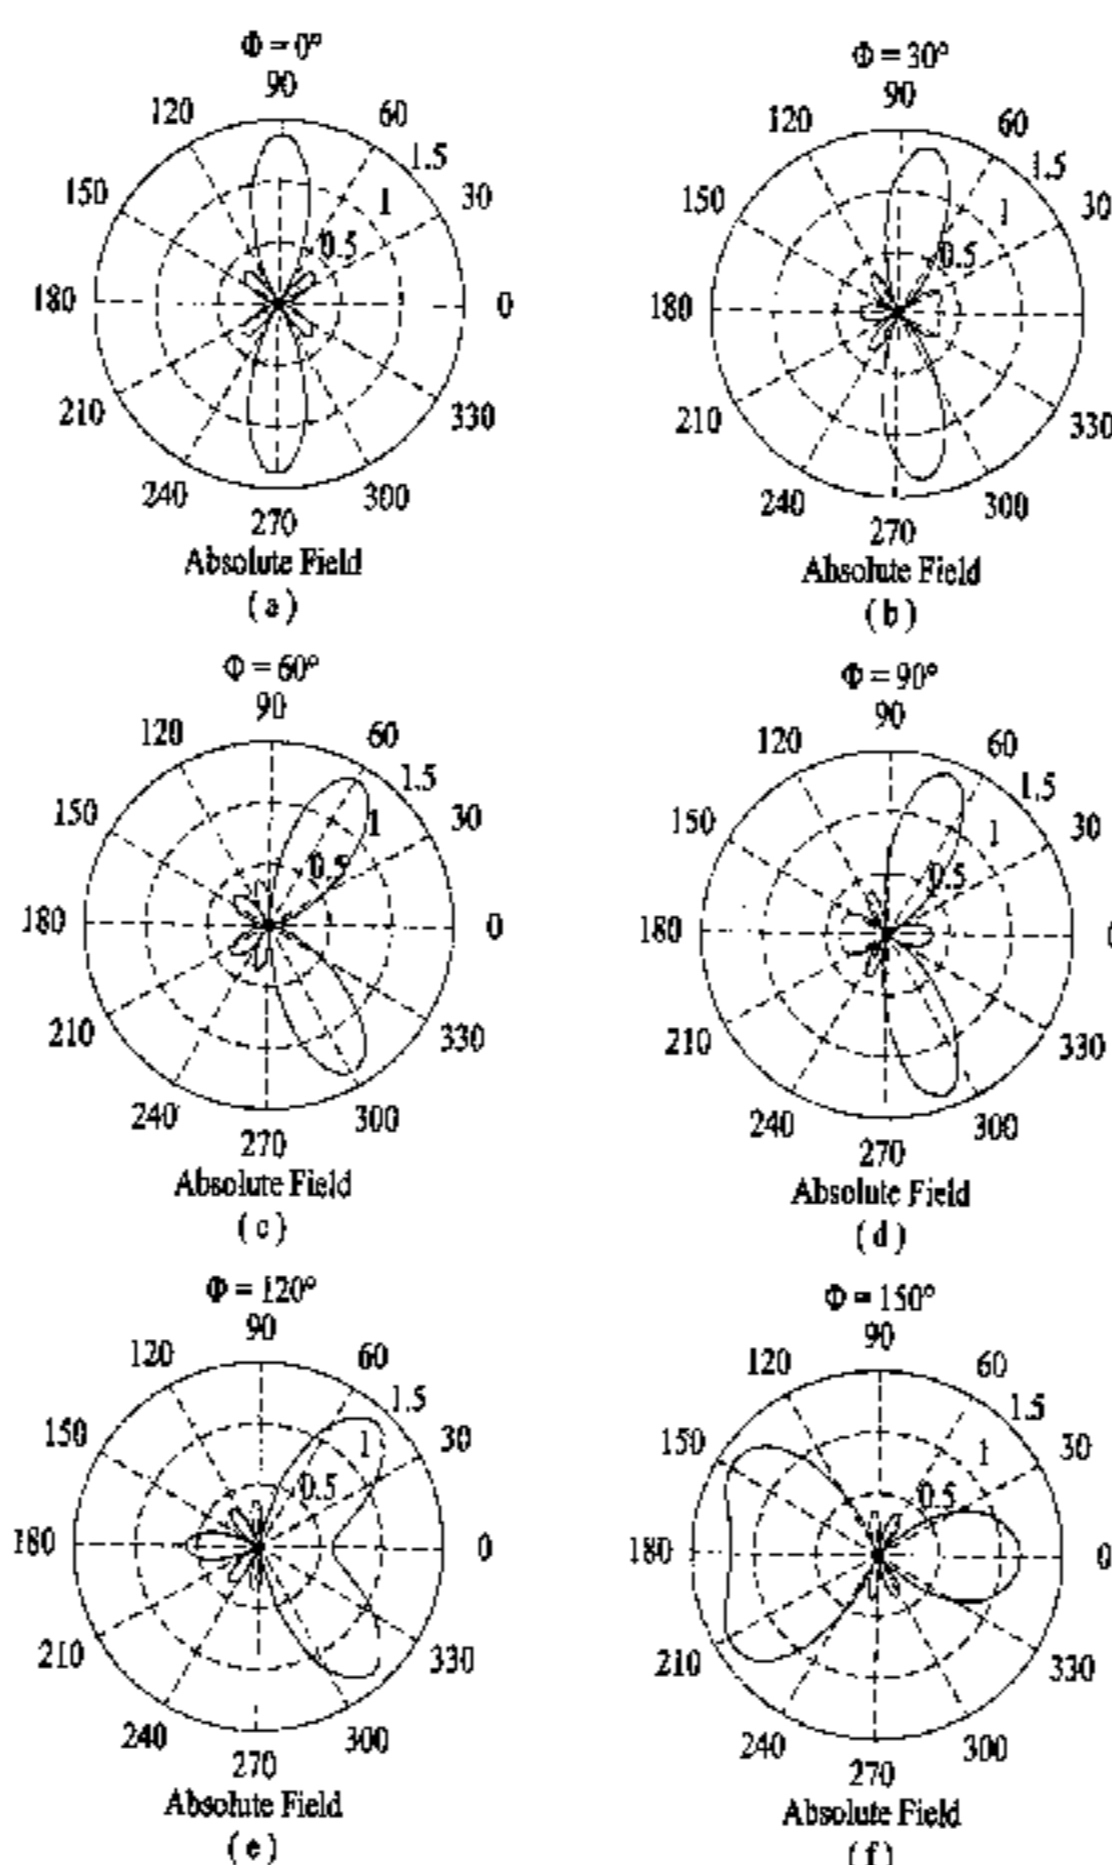 Φ = 0°
90
120 60
1.5
150 1 30
0.5
180 0
210 330
240 300
270
Absolute Field
( a )
Φ = 30°
90
120 60
1.5
150 1 30
0.5
180
210 330
240 300
270
Absolute Field
( b )
Φ = 60°
90
120 60
1.5
150 1 30
0.5
180 0
210 330
240 300
270
Absolute Field
( c )
Φ = 90°
90
120 60
1.5
150 1 30
0.5
180 0
210 330
240 300
270
Absolute Field
( d )
Φ = 120°
90
120 60
1.5
150 1 30
0.5
180 0
210 330
240 300
270
Absolute Field
( e )
Φ = 150°
90
120 60
1.5
150 1 30
0.5
180 0
210 330
240 300
270
Absolute Field
( f )